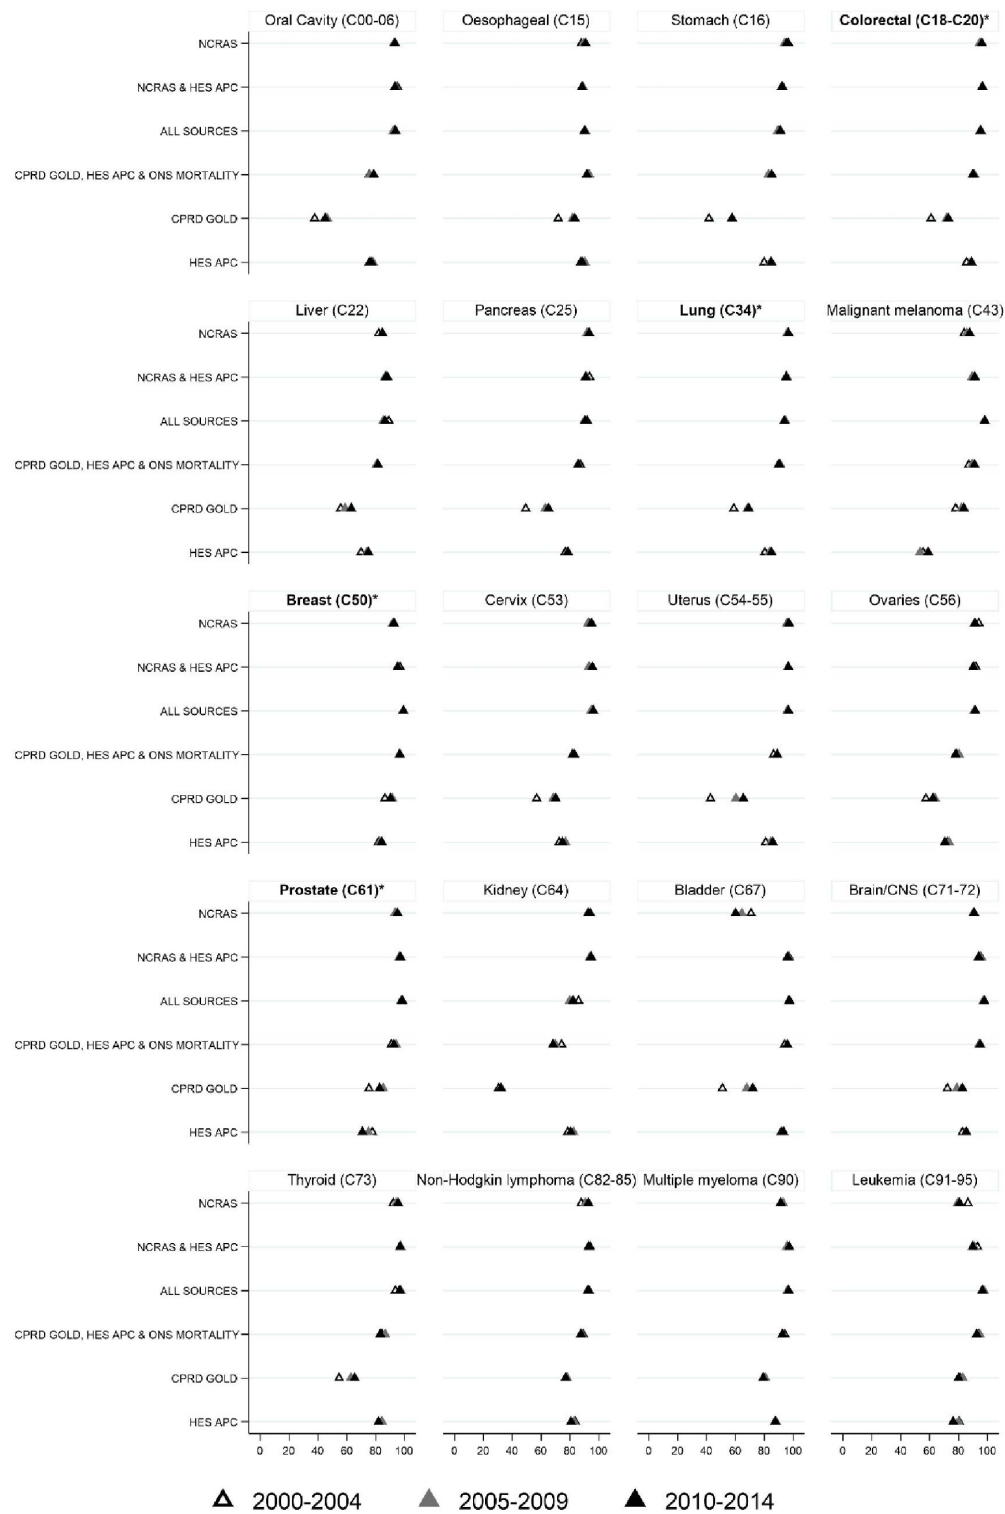 Oral Cavity (C00-06) Oesophageal (C15) Stomach (C16) Colorectal (C18-C20)*
NCRAS
NCRAS & HES APC
ALL SOURCES
CPRD GOLD, HES APC & ONS MORTALITY
CPRD GOLD
HES APC
Liver (C22) Pancreas (C25) Lung (C34)* Malignant melanoma (C43)
NCRAS
NCRAS & HES APC
ALL SOURCES
CPRD GOLD, HES APC & ONS MORTALITY
CPRD GOLD
HES APC
Breast (C50)* Cervix (C53) Uterus (C54-55) Ovaries (C56)
NCRAS
NCRAS & HES APC
ALL SOURCES
CPRD GOLD, HES APC & ONS MORTALITY
CPRD GOLD
HES APC
Prostate (C61)* Kidney (C64) Bladder (C67) Brain/CNS (C71-72)
NCRAS
NCRAS & HES APC
ALL SOURCES
CPRD GOLD, HES APC & ONS MORTALITY
CPRD GOLD
HES APC
Thyroid (C73) Non-Hodgkin lymphoma (C82-85) Multiple myeloma (C90) Leukemia (C91-95)
NCRAS
NCRAS & HES APC
ALL SOURCES
CPRD GOLD, HES APC & ONS MORTALITY
CPRD GOLD
HES APC
0 20 40 60 80 100 0 20 40 60 80 100 0 20 40 60 80 100 0 20 40 60 80 100
2000-2004 2005-2009 2010-2014